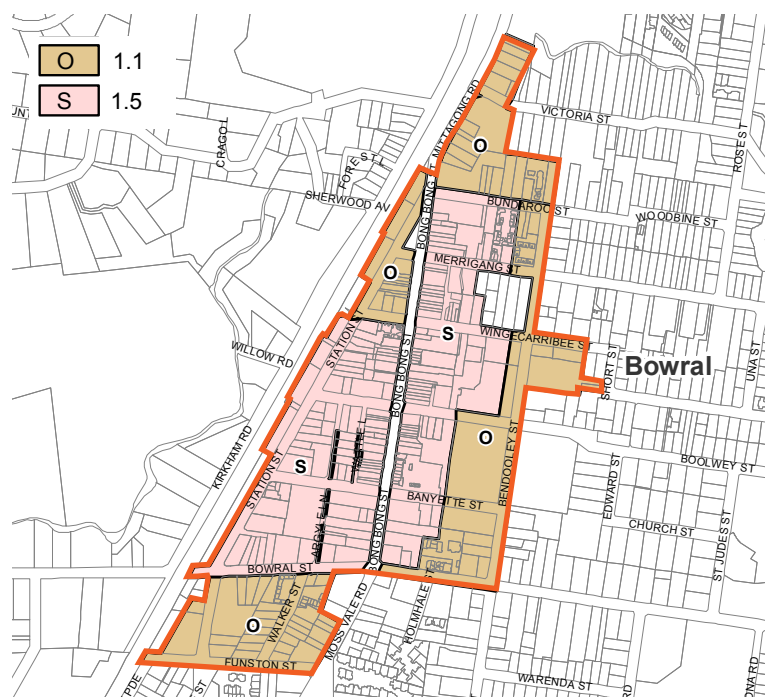 O 1.1
S 1.5
MITTAGONG RD
VICTORIA ST
ROSE ST
CRAGO L
FOREST L
O
SHERWOOD AV
BONG BONG ST
BUNDAROO ST
WOODBINE ST
MERRIGANG ST
O
STATION ST
S
WINGECARRIBEE ST
WILLOW RD
BONG BONG ST
SHORT ST
Bowral
UNA ST
O
BENDOOLEY ST
KIRKHAM RD
BOOLWEY ST
S
STATION ST
EDWARD ST
BANYETTE ST
BONG BONG ST
ARGYLE LN
CHURCH ST
ST JUDES ST
BOWRAL ST
WALKER ST
MOSS VALE RD
HOLMHALE ST
O
FUNSTON ST
WARENDA ST